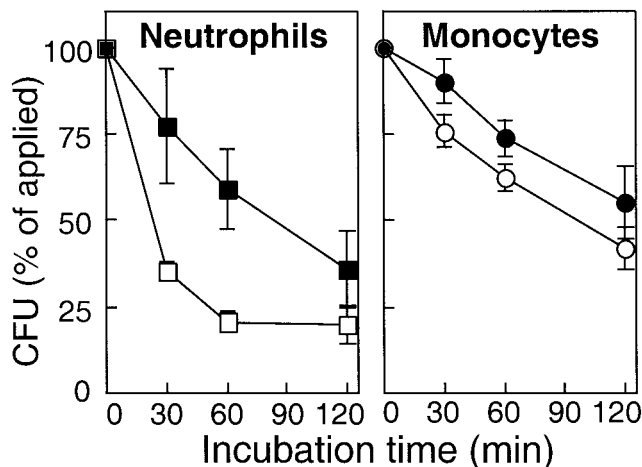 Neutrophils
Monocytes
100
75
50
25
0
CFU (% of applied)
0 30 60 90 120
0 30 60 90 120
Incubation time (min)